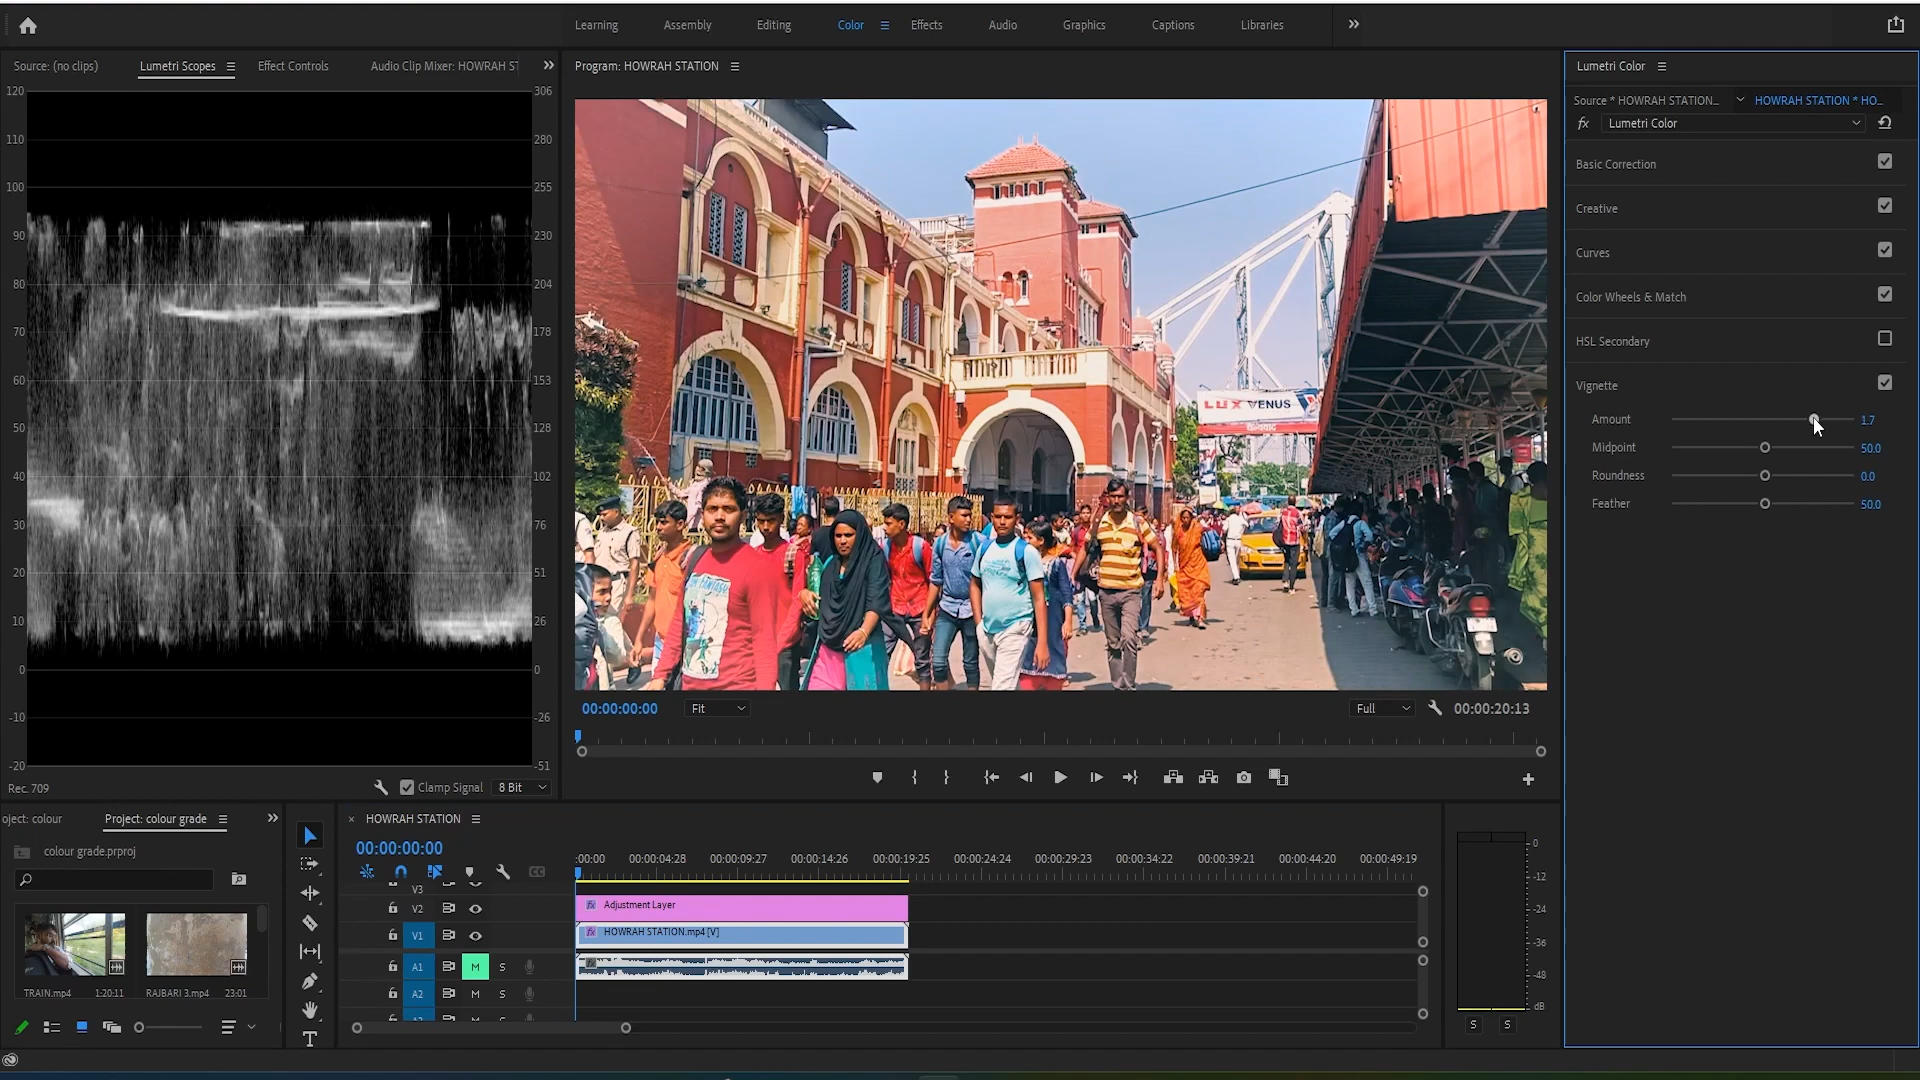 Learning Assembly Editing Color Effects Audio Graphics Captions Libraries
Source: (no clips) Lumetri Scopes Effect Controls Audio Clip Mixer: HOWRAH ST
120 306
110 280
100 255
90 230
80 204
70 178
60 153
50 128
40 102
30 76
20 51
10 26
0 0
-10 -26
-20 -51
Rec. 709 Clamp Signal 8 Bit
Program: HOWRAH STATION
LUX VENUS
00:00:00:00 Fit Full 00:00:20:13
Lumetri Color
Source * HOWRAH STATION... HOWRAH STATION * HO...
fx Lumetri Color
Basic Correction
Creative
Curves
Color Wheels & Match
HSL Secondary
Vignette
Amount 1.7
Midpoint 50.0
Roundness 0.0
Feather 50.0
oject: colour Project: colour grade
colour grade.prproj
TRAIN.mp4 1:20:11 RAJBARI 3.mp4 23:01
T
HOWRAH STATION
00:00:00:00
:00:00 00:00:04:28 00:00:09:27 00:00:14:26 00:00:19:25 00:00:24:24 00:00:29:23 00:00:34:22 00:00:39:21 00:00:44:20 00:00:49:19
V3
V2 fx Adjustment Layer
V1 fx HOWRAH STATION.mp4 [V]
A1 M S fx
A2 M S
0
-12
-24
-36
-48
dB
S S